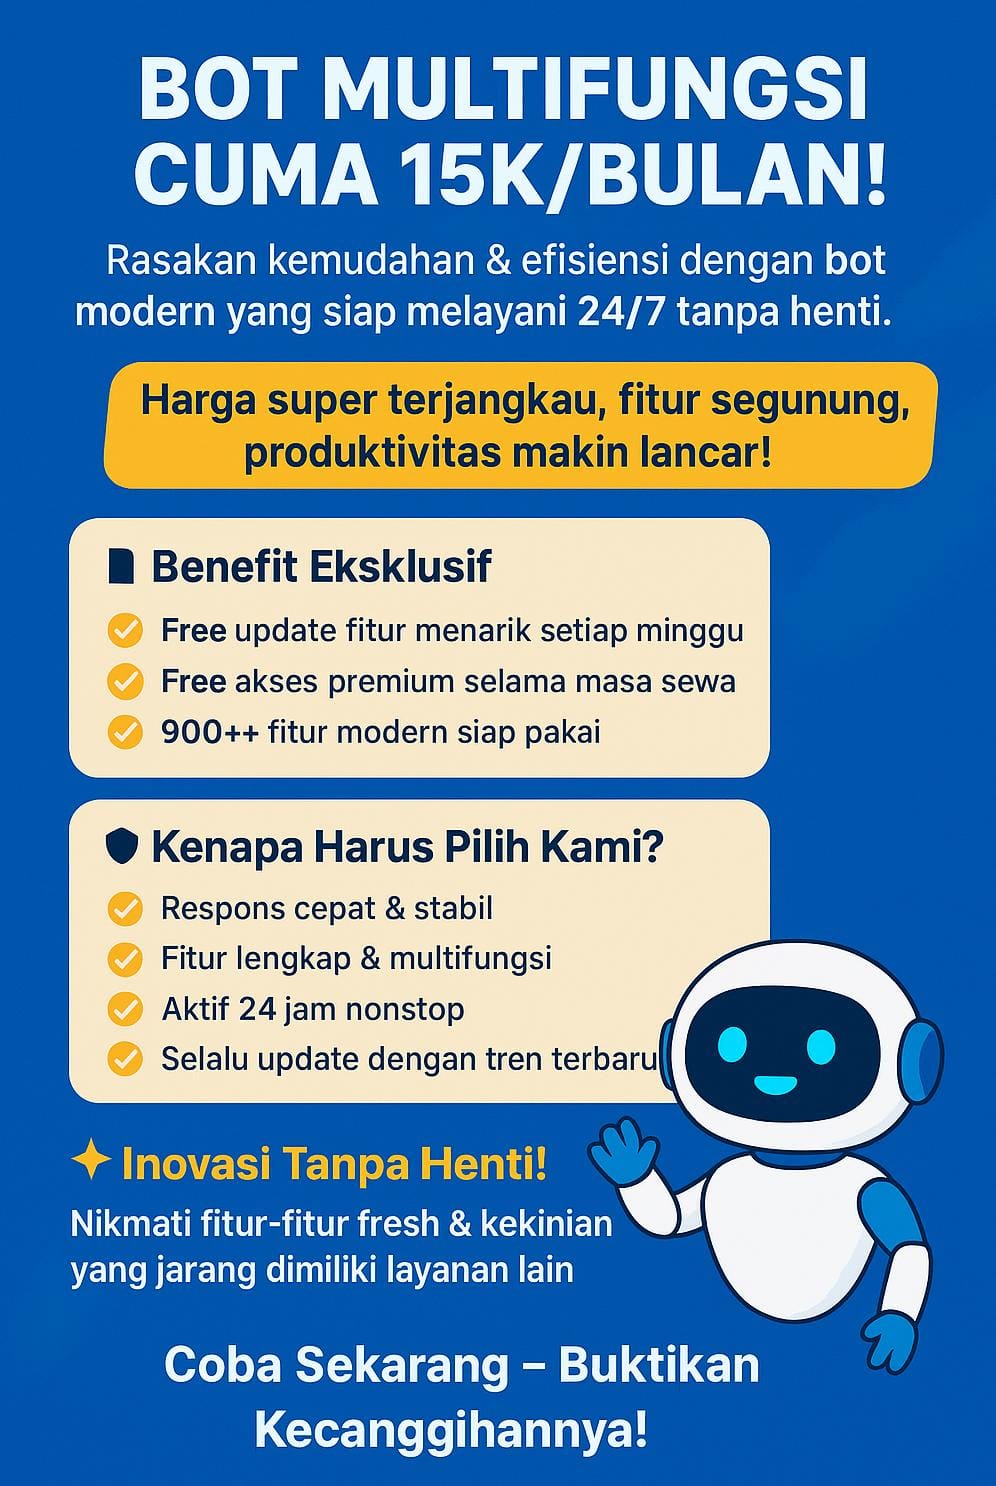 BOT MULTIFUNGSI
CUMA 15K/BULAN!
Rasakan kemudahan & efisiensi dengan bot
modern yang siap melayani 24/7 tanpa henti.
Harga super terjangkau, fitur segunung,
produktivitas makin lancar!
Benefit Eksklusif
Free update fitur menarik setiap minggu
Free akses premium selama masa sewa
900++ fitur modern siap pakai
Kenapa Harus Pilih Kami?
Respons cepat & stabil
Fitur lengkap & multifungsi
Aktif 24 jam nonstop
Selalu update dengan tren terbaru
Inovasi Tanpa Henti!
Nikmati fitur-fitur fresh & kekinian
yang jarang dimiliki layanan lain
Coba Sekarang – Buktikan
Kecanggihannya!